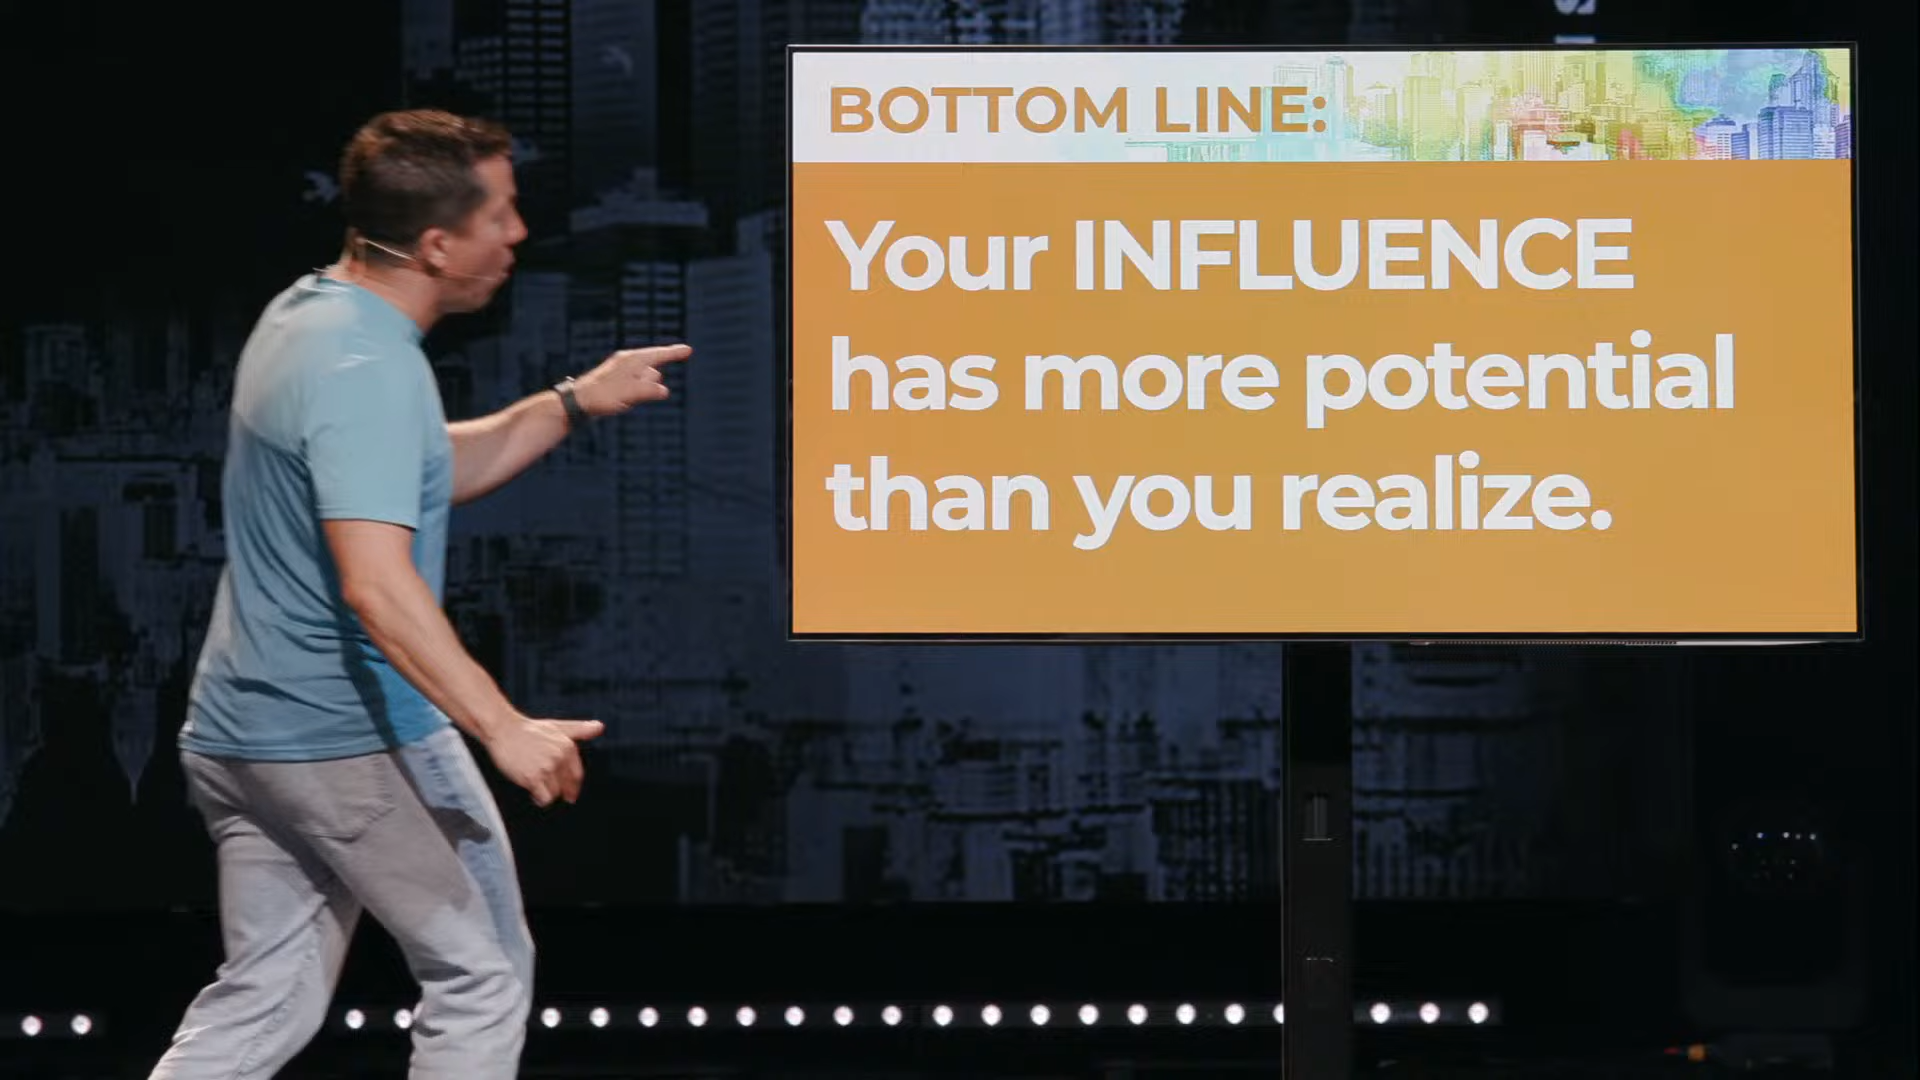 BOTTOM LINE:
Your INFLUENCE
has more potential
than you realize.